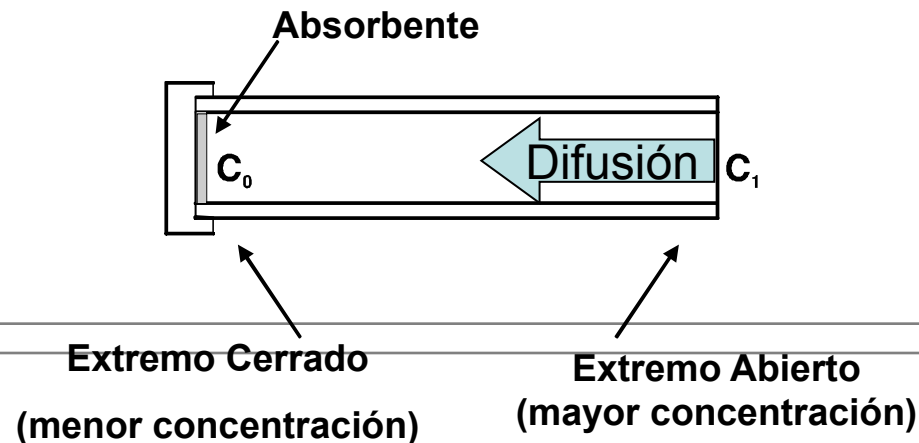 Absorbente
C₀
Difusión
C₁
Extremo Cerrado
(menor concentración)
Extremo Abierto
(mayor concentración)